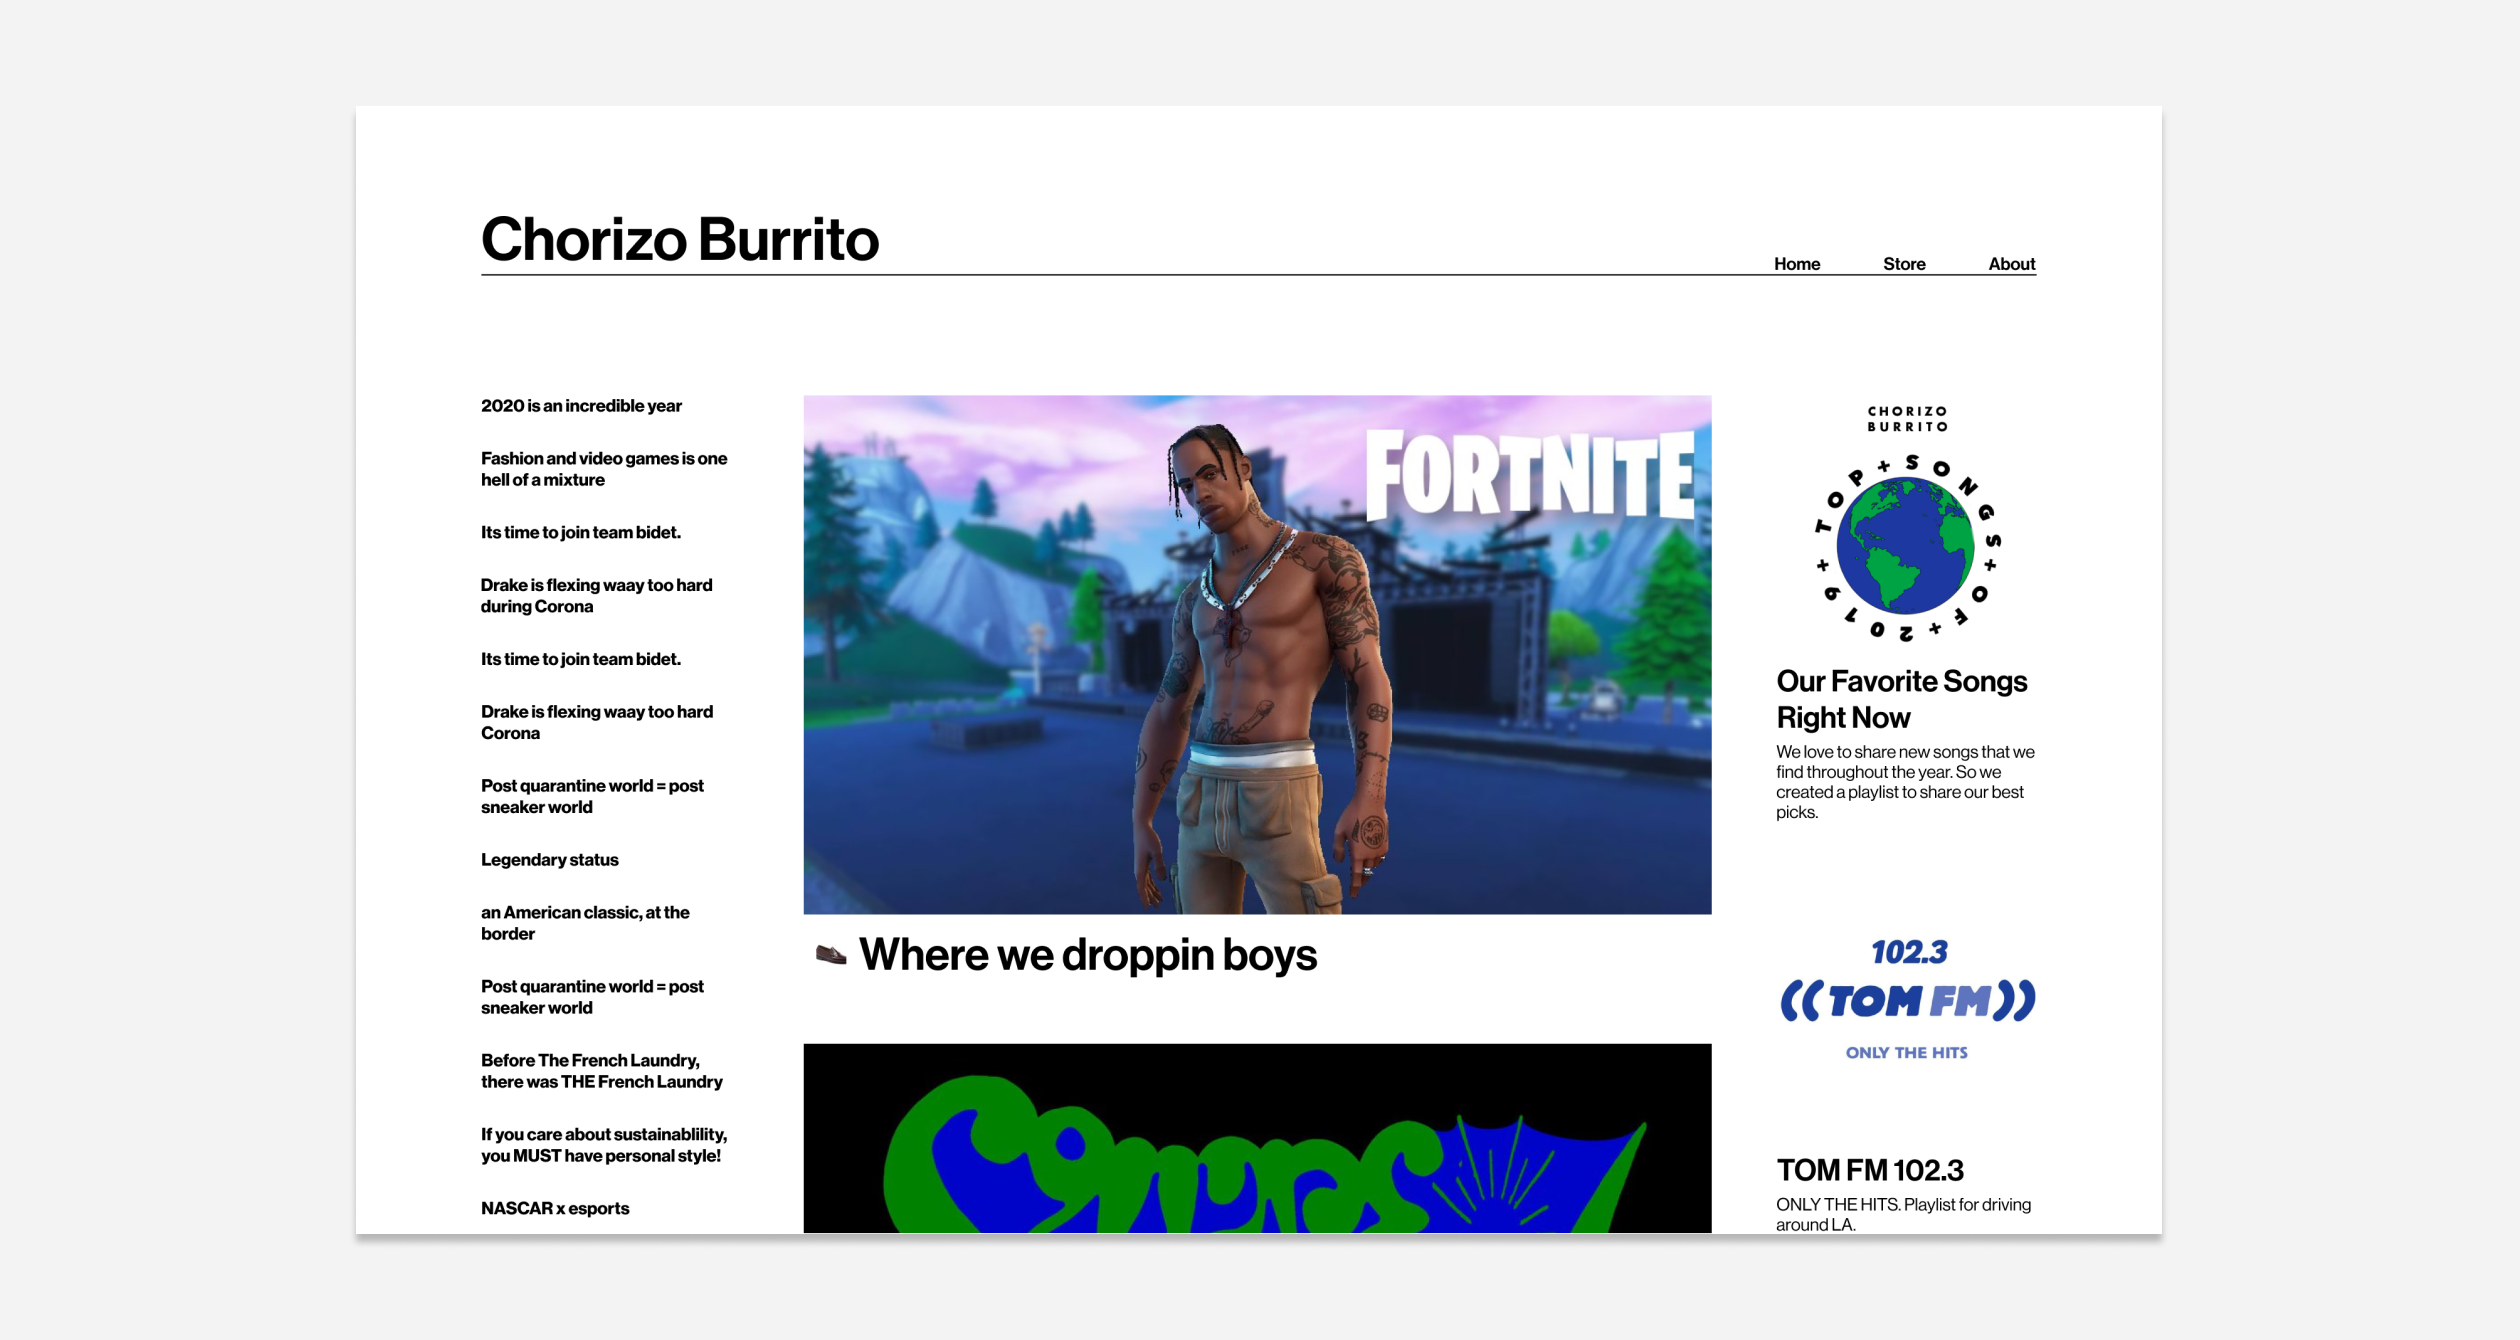 Chorizo Burrito
Home
Store
About
2020 is an incredible year
Fashion and video games is one
hell of a mixture
Its time to join team bidet.
Drake is flexing waay too hard
during Corona
Its time to join team bidet.
Drake is flexing waay too hard
Corona
Post quarantine world = post
sneaker world
Legendary status
an American classic, at the
border
Post quarantine world = post
sneaker world
Before The French Laundry,
there was THE French Laundry
If you care about sustainablility,
you MUST have personal style!
NASCAR x esports
FORTNITE
Where we droppin boys
CHORIZO
BURRITO
TOP + SONGS + OF + 2019 +
Our Favorite Songs
Right Now
We love to share new songs that we
find throughout the year. So we
created a playlist to share our best
picks.
102.3
((TOM FM))
ONLY THE HITS
TOM FM 102.3
ONLY THE HITS. Playlist for driving
around LA.